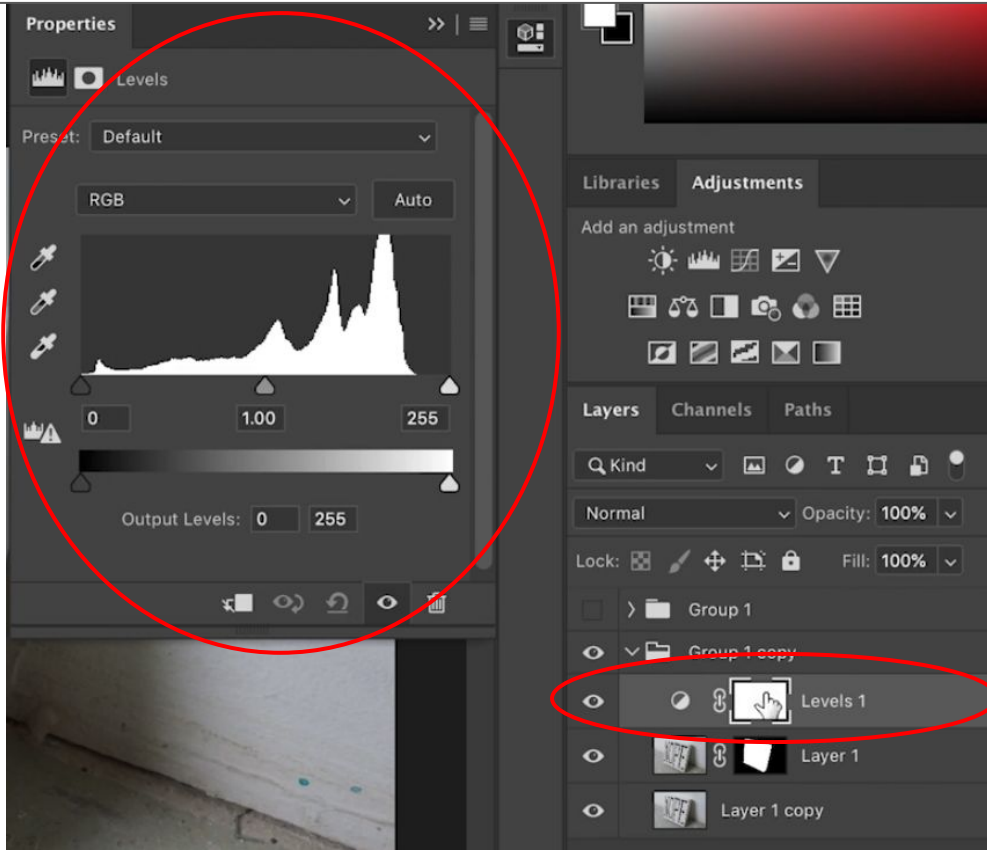 Properties
Levels
Preset: Default
RGB Auto
0 1.00 255
Output Levels: 0 255
Libraries Adjustments
Add an adjustment
Layers Channels Paths
Kind T
Normal Opacity: 100%
Lock: Fill: 100%
Group 1
Group 1 copy
Levels 1
Layer 1
Layer 1 copy